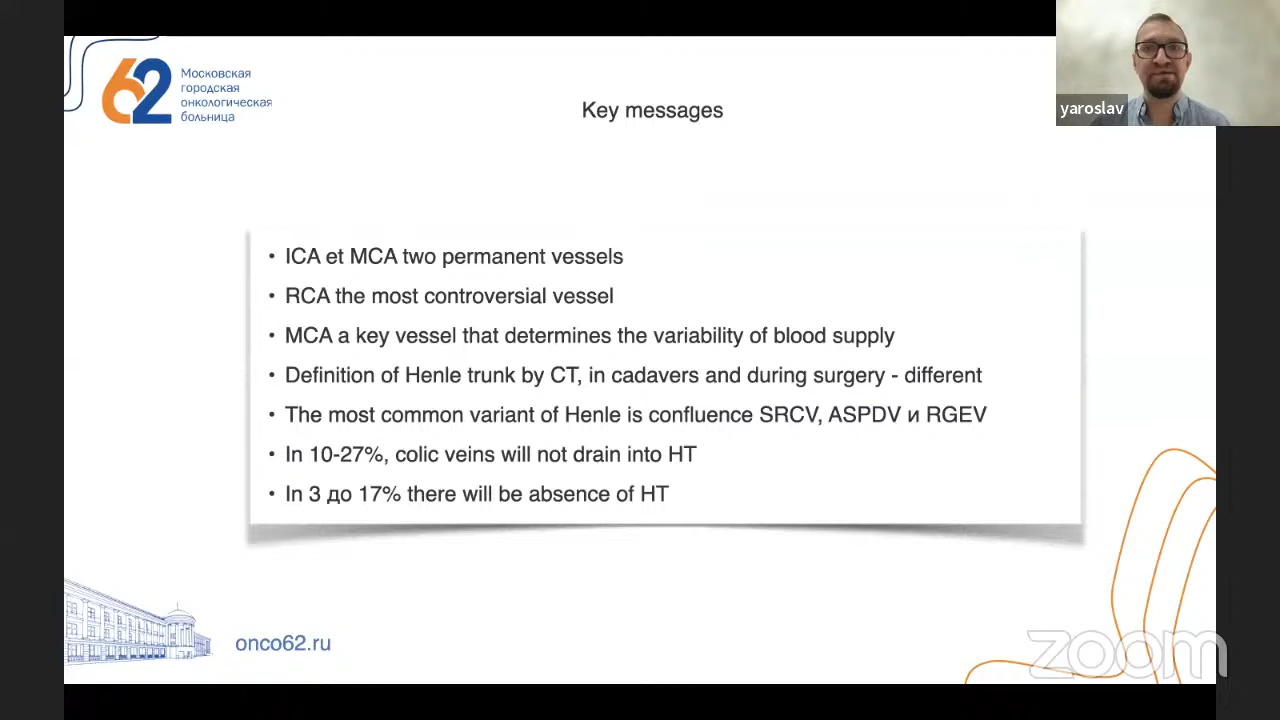 Московская
городская
онкологическая
больница
62
Key messages
yaroslav
• ICA et MCA two permanent vessels
• RCA the most controversial vessel
• MCA a key vessel that determines the variability of blood supply
• Definition of Henle trunk by CT, in cadavers and during surgery - different
• The most common variant of Henle is confluence SRCV, ASPDV и RGEV
• In 10-27%, colic veins will not drain into HT
• In 3 до 17% there will be absence of HT
onco62.ru
zoom